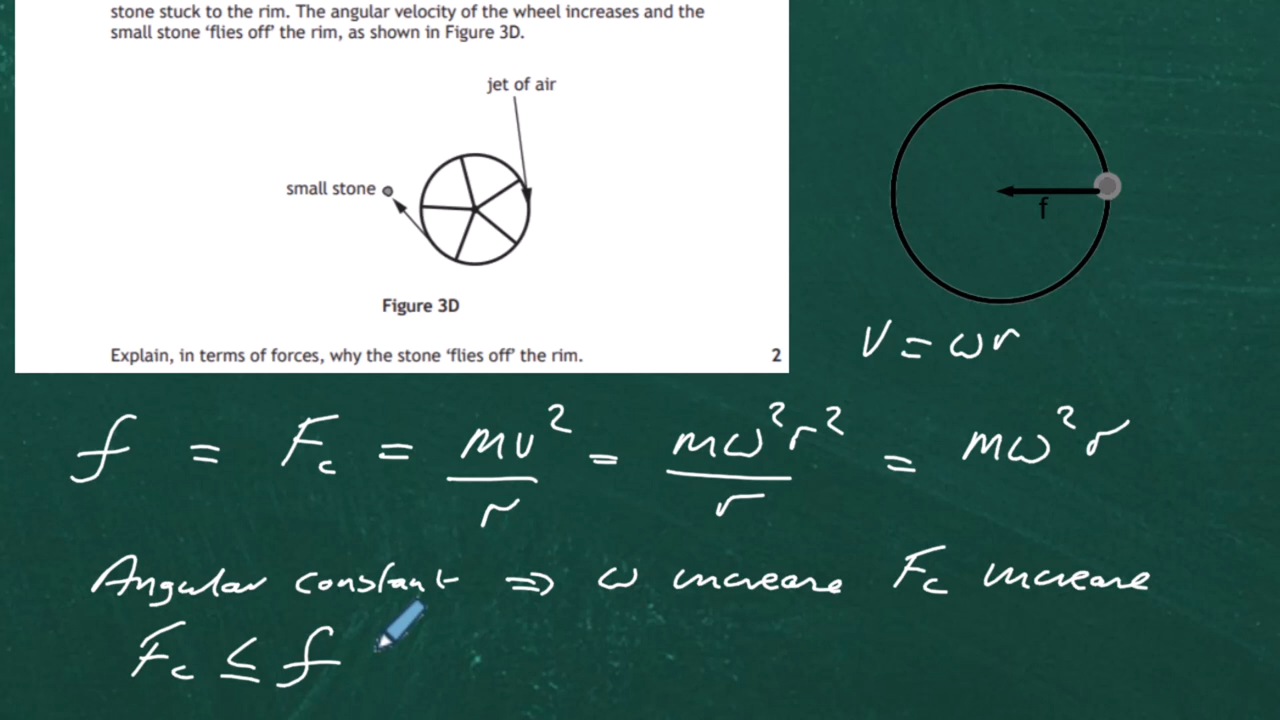 stone stuck to the rim. The angular velocity of the wheel increases and the
small stone ‘flies off’ the rim, as shown in Figure 3D.
jet of air
small stone
Figure 3D
Explain, in terms of forces, why the stone ‘flies off’ the rim. 2
f
v = ωr
f = Fc = mv²/r = mω²r²/r = mω²r
Angular constant ⇒ ω increase Fc increase
Fc ≤ f